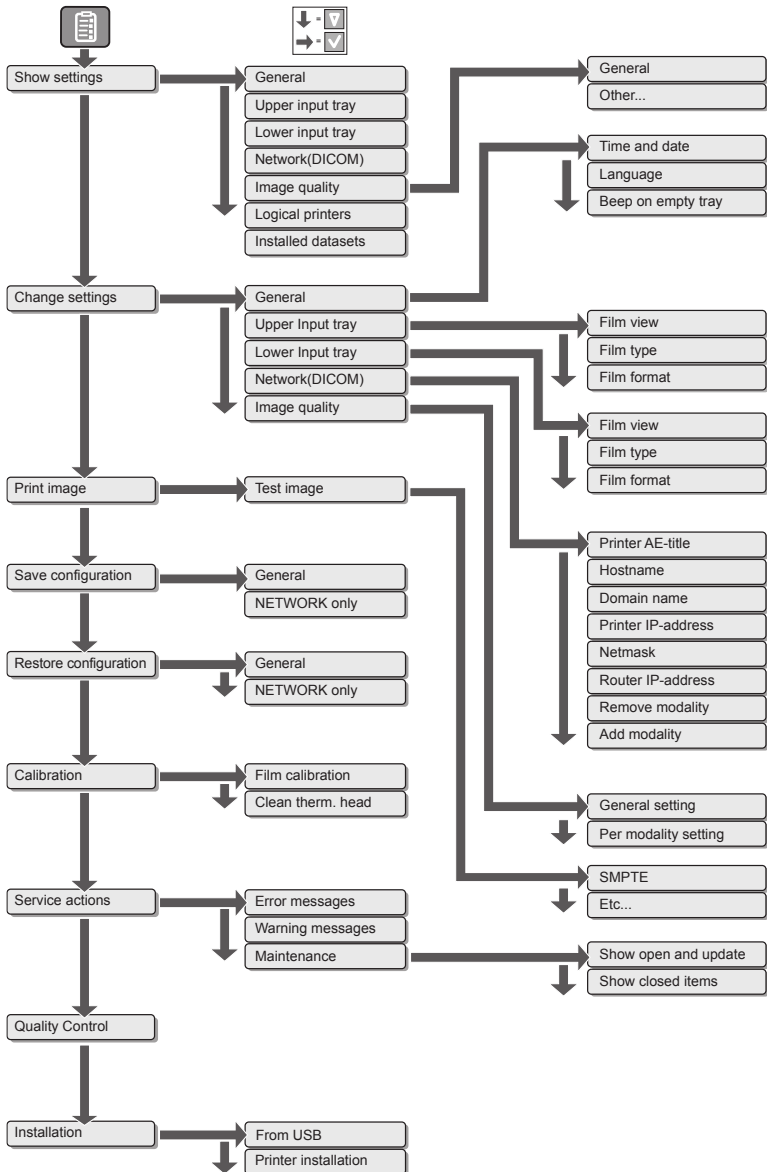 Show settings
General
Upper input tray
Lower input tray
Network(DICOM)
Image quality
Logical printers
Installed datasets
General
Other...
Change settings
General
Upper Input tray
Lower Input tray
Network(DICOM)
Image quality
Time and date
Language
Beep on empty tray
Film view
Film type
Film format
Film view
Film type
Film format
Printer AE-title
Hostname
Domain name
Printer IP-address
Netmask
Router IP-address
Remove modality
Add modality
General setting
Per modality setting
Print image
Test image
SMPTE
Etc...
Save configuration
General
NETWORK only
Restore configuration
General
NETWORK only
Calibration
Film calibration
Clean therm. head
Service actions
Error messages
Warning messages
Maintenance
Show open and update
Show closed items
Quality Control
Installation
From USB
Printer installation